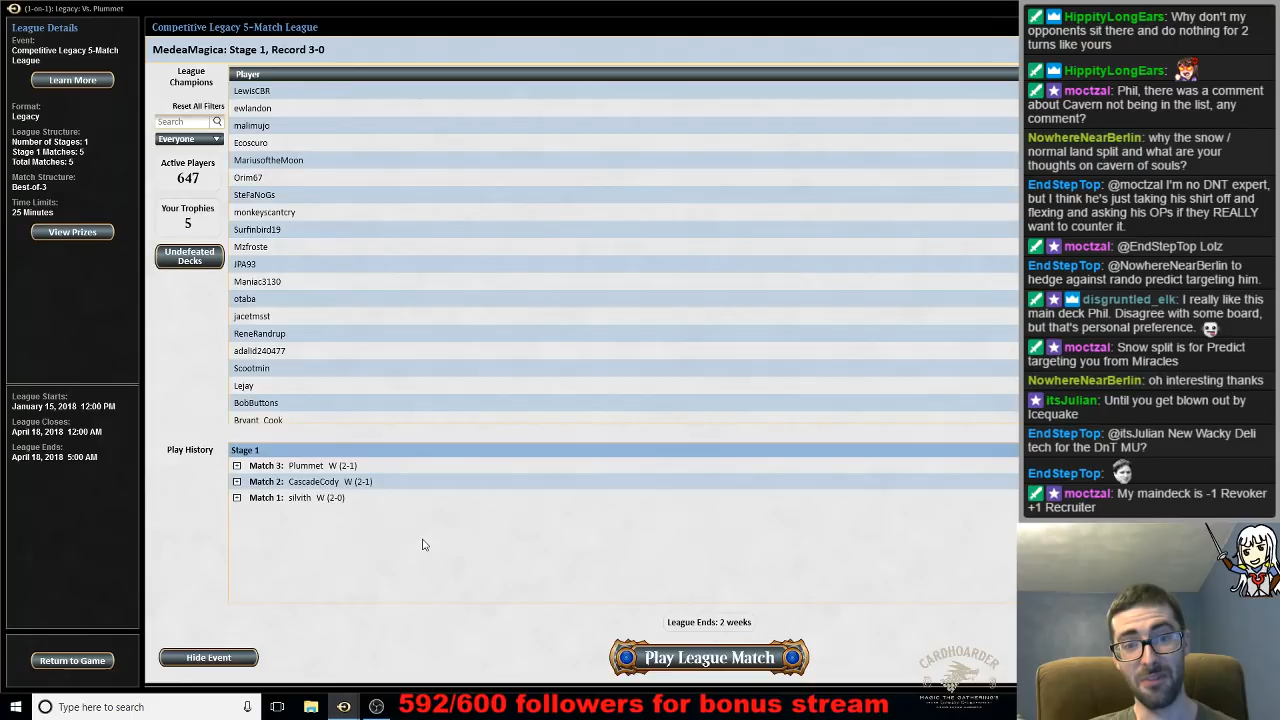 (1-on-1): Legacy: Vs. Plummet
League Details
Event:
Competitive Legacy 5-Match
League
Learn More
Format:
Legacy
League Structure:
Number of Stages: 1
Stage 1 Matches: 5
Total Matches: 5
Match Structure:
Best-of-3
Time Limits:
25 Minutes
View Prizes
League Starts:
January 15, 2018 12:00 PM
League Closes:
April 18, 2018 12:00 AM
League Ends:
April 18, 2018 5:00 AM
Return to Game
Competitive Legacy 5-Match League
MedeaMagica: Stage 1, Record 3-0
League
Champions
Reset All Filters
Search
Everyone
Active Players
647
Your Trophies
5
Undefeated
Decks
Player
LewisCBR
ewlandon
malimujo
Ecoscuro
MariusoftheMoon
Orim67
SteFaNoGs
monkeyscantcry
Surfinbird19
Mzfroste
JPA93
Maniac3130
otaba
jacetmsst
ReneRandrup
adalid240477
Scootmin
Lejay
BobButtons
Bryant_Cook
Play History
Stage 1
Match 3: Plummet W (2-1)
Match 2: CascadeCody W (2-1)
Match 1: silvith W (2-0)
League Ends: 2 weeks
Hide Event
Play League Match
CARDHOARDER
MAGIC THE GATHERING'S
HippityLongEars: Why don't my
opponents sit there and do nothing for 2
turns like yours
HippityLongEars:
moctzal: Phil, there was a comment
about Cavern not being in the list, any
comment?
NowhereNearBerlin: why the snow /
normal land split and what are your
thoughts on cavern of souls?
EndStepTop: @moctzal I'm no DNT expert,
but I think he's just taking his shirt off and
flexing and asking his OPs if they REALLY
want to counter it.
moctzal: @EndStepTop Lolz
EndStepTop: @NowhereNearBerlin to
hedge against rando predict targeting him.
disgruntled_elk: I really like this
main deck Phil. Disagree with some board,
but that's personal preference.
moctzal: Snow split is for Predict
targeting you from Miracles
NowhereNearBerlin: oh interesting thanks
itsJulian: Until you get blown out by
Icequake
EndStepTop: @itsJulian New Wacky Deli
tech for the DnT MU?
EndStepTop:
moctzal: My maindeck is -1 Revoker
+1 Recruiter
Type here to search
592/600 followers for bonus stream